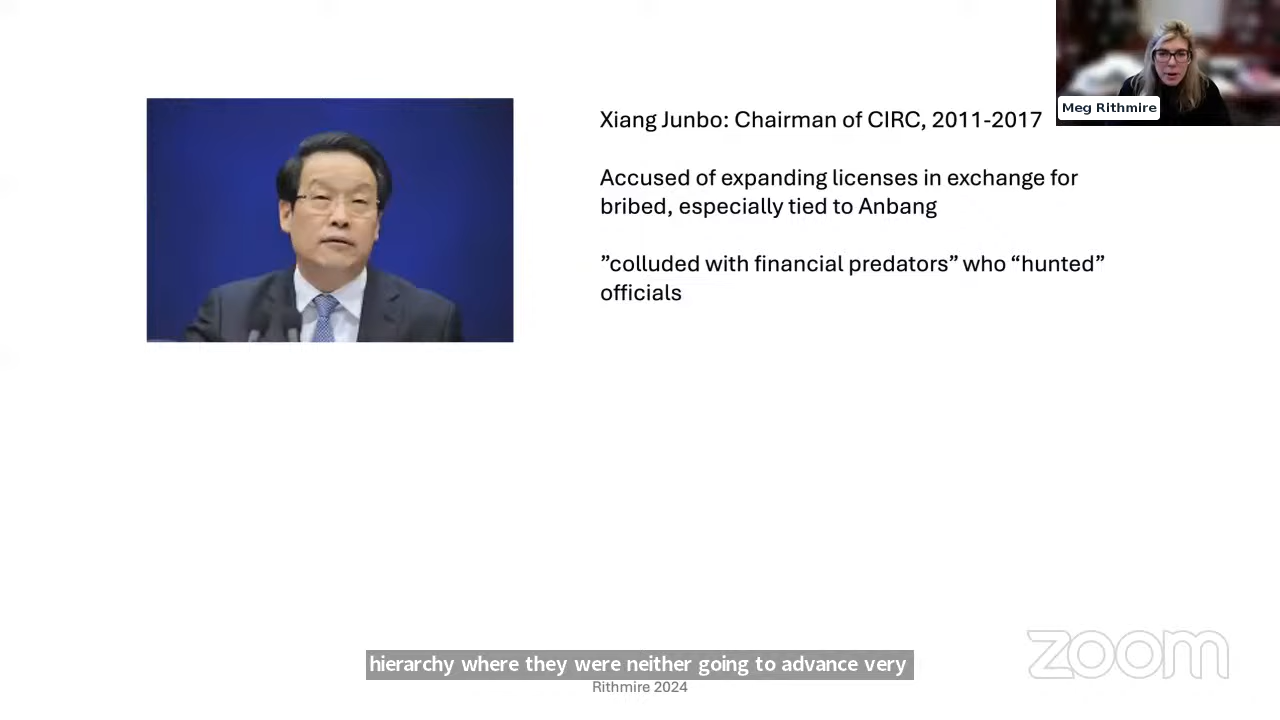 Meg Rithmire
Xiang Junbo: Chairman of CIRC, 2011-2017
Accused of expanding licenses in exchange for
bribed, especially tied to Anbang
”colluded with financial predators” who “hunted”
officials
zoom
hierarchy where they were neither going to advance very
Rithmire 2024